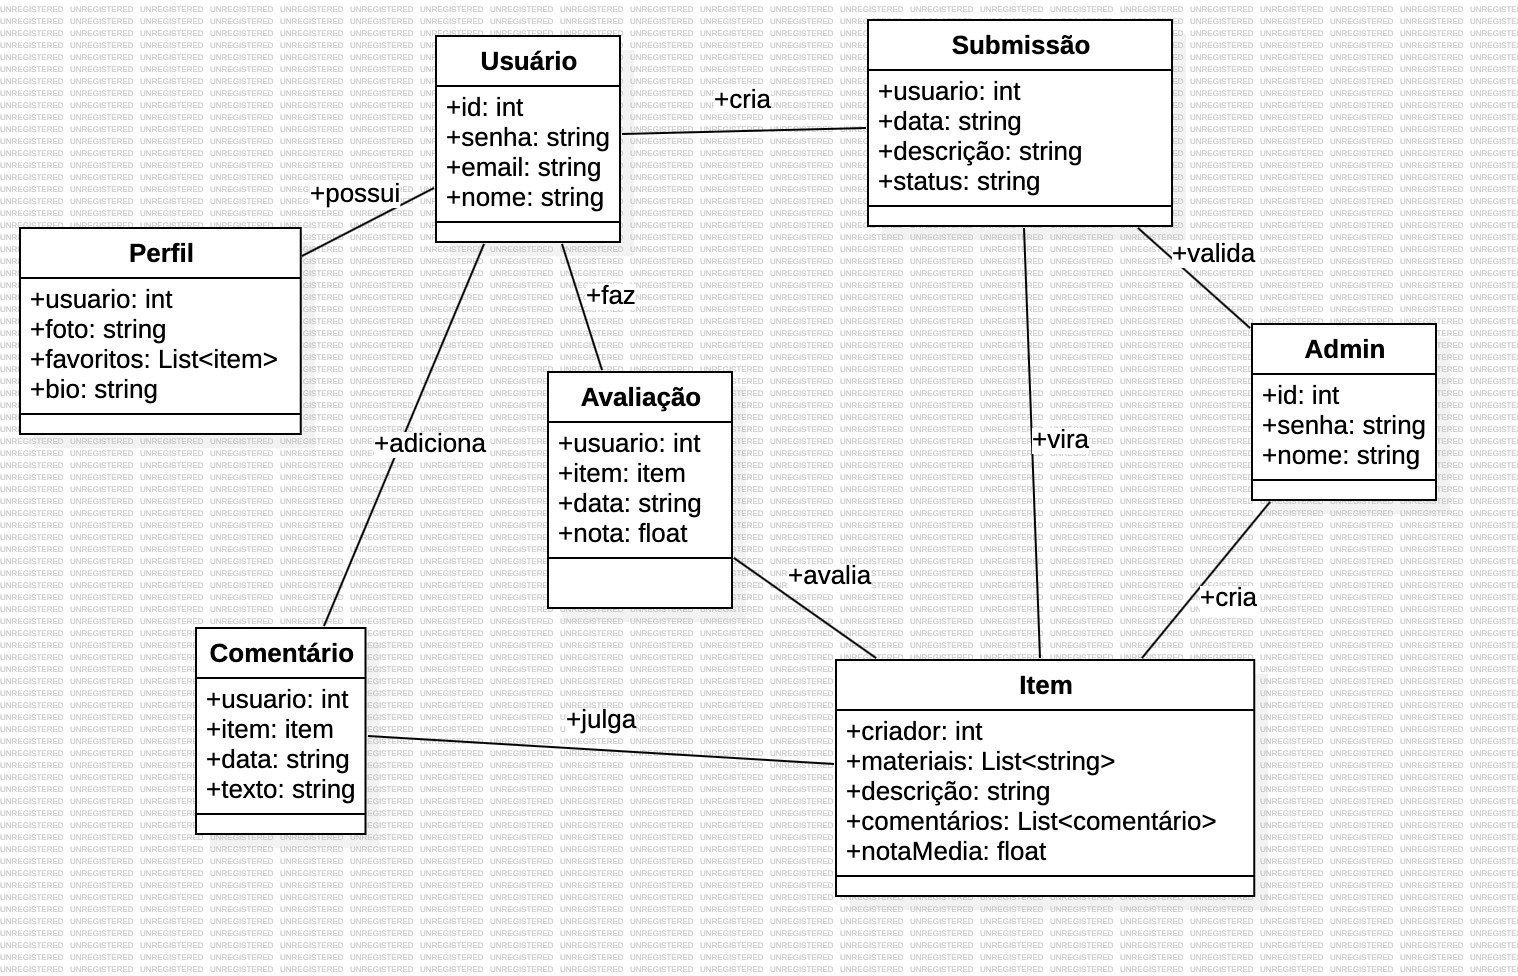 Usuário
+id: int
+senha: string
+email: string
+nome: string
+cria
Submissão
+usuario: int
+data: string
+descrição: string
+status: string
+possui
Perfil
+usuario: int
+foto: string
+favoritos: List<item>
+bio: string
+faz
+valida
Admin
+id: int
+senha: string
+nome: string
+adiciona
Avaliação
+usuario: int
+item: item
+data: string
+nota: float
+vira
+avalia
+cria
Comentário
+usuario: int
+item: item
+data: string
+texto: string
+julga
Item
+criador: int
+materiais: List<string>
+descrição: string
+comentários: List<comentário>
+notaMedia: float
UNREGISTERED